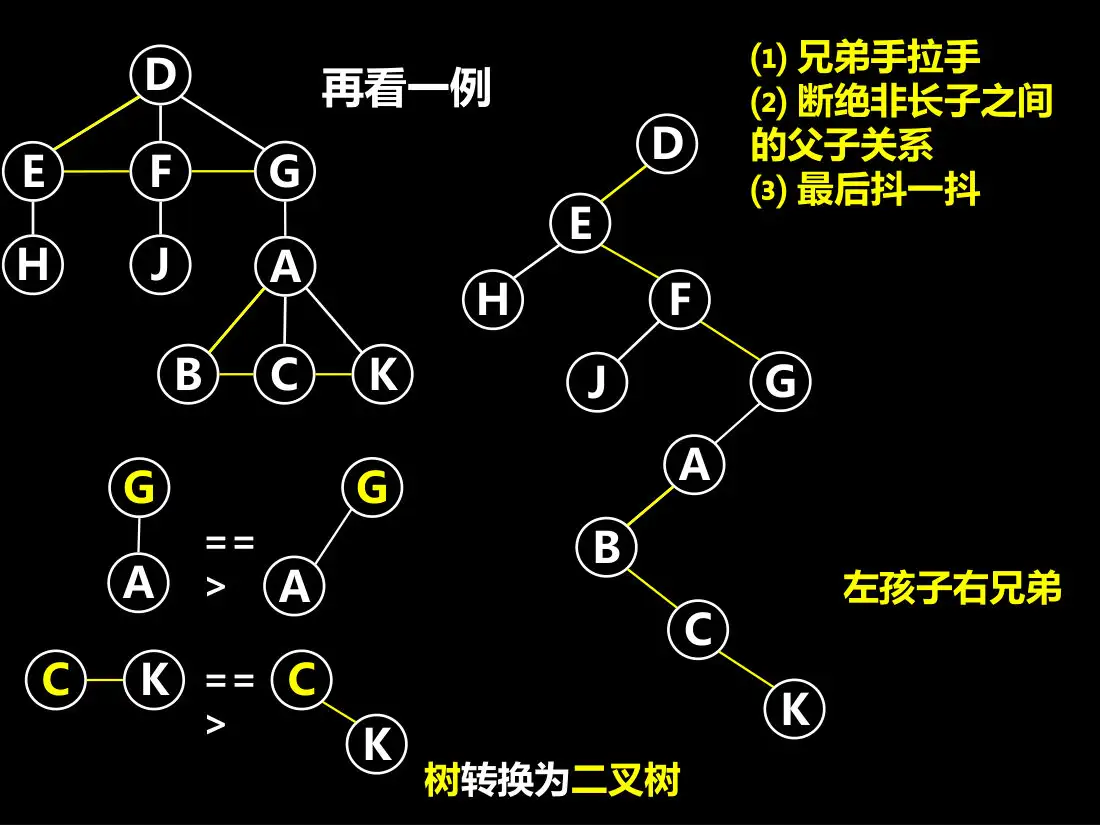 再看一例
D
E F G
H J A
B C K
(1) 兄弟手拉手
(2) 断绝非长子之间
的父子关系
(3) 最后抖一抖
D
E
H F
J G
A
B
C
K
G G
==
>
A A
C K == C
>
K
左孩子右兄弟
树转换为二叉树